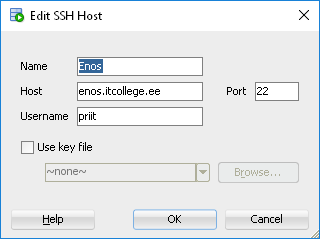 Edit SSH Host
Name Enos
Host enos.itcollege.ee Port 22
Username priit
Use key file
~none~ Browse...
Help OK Cancel